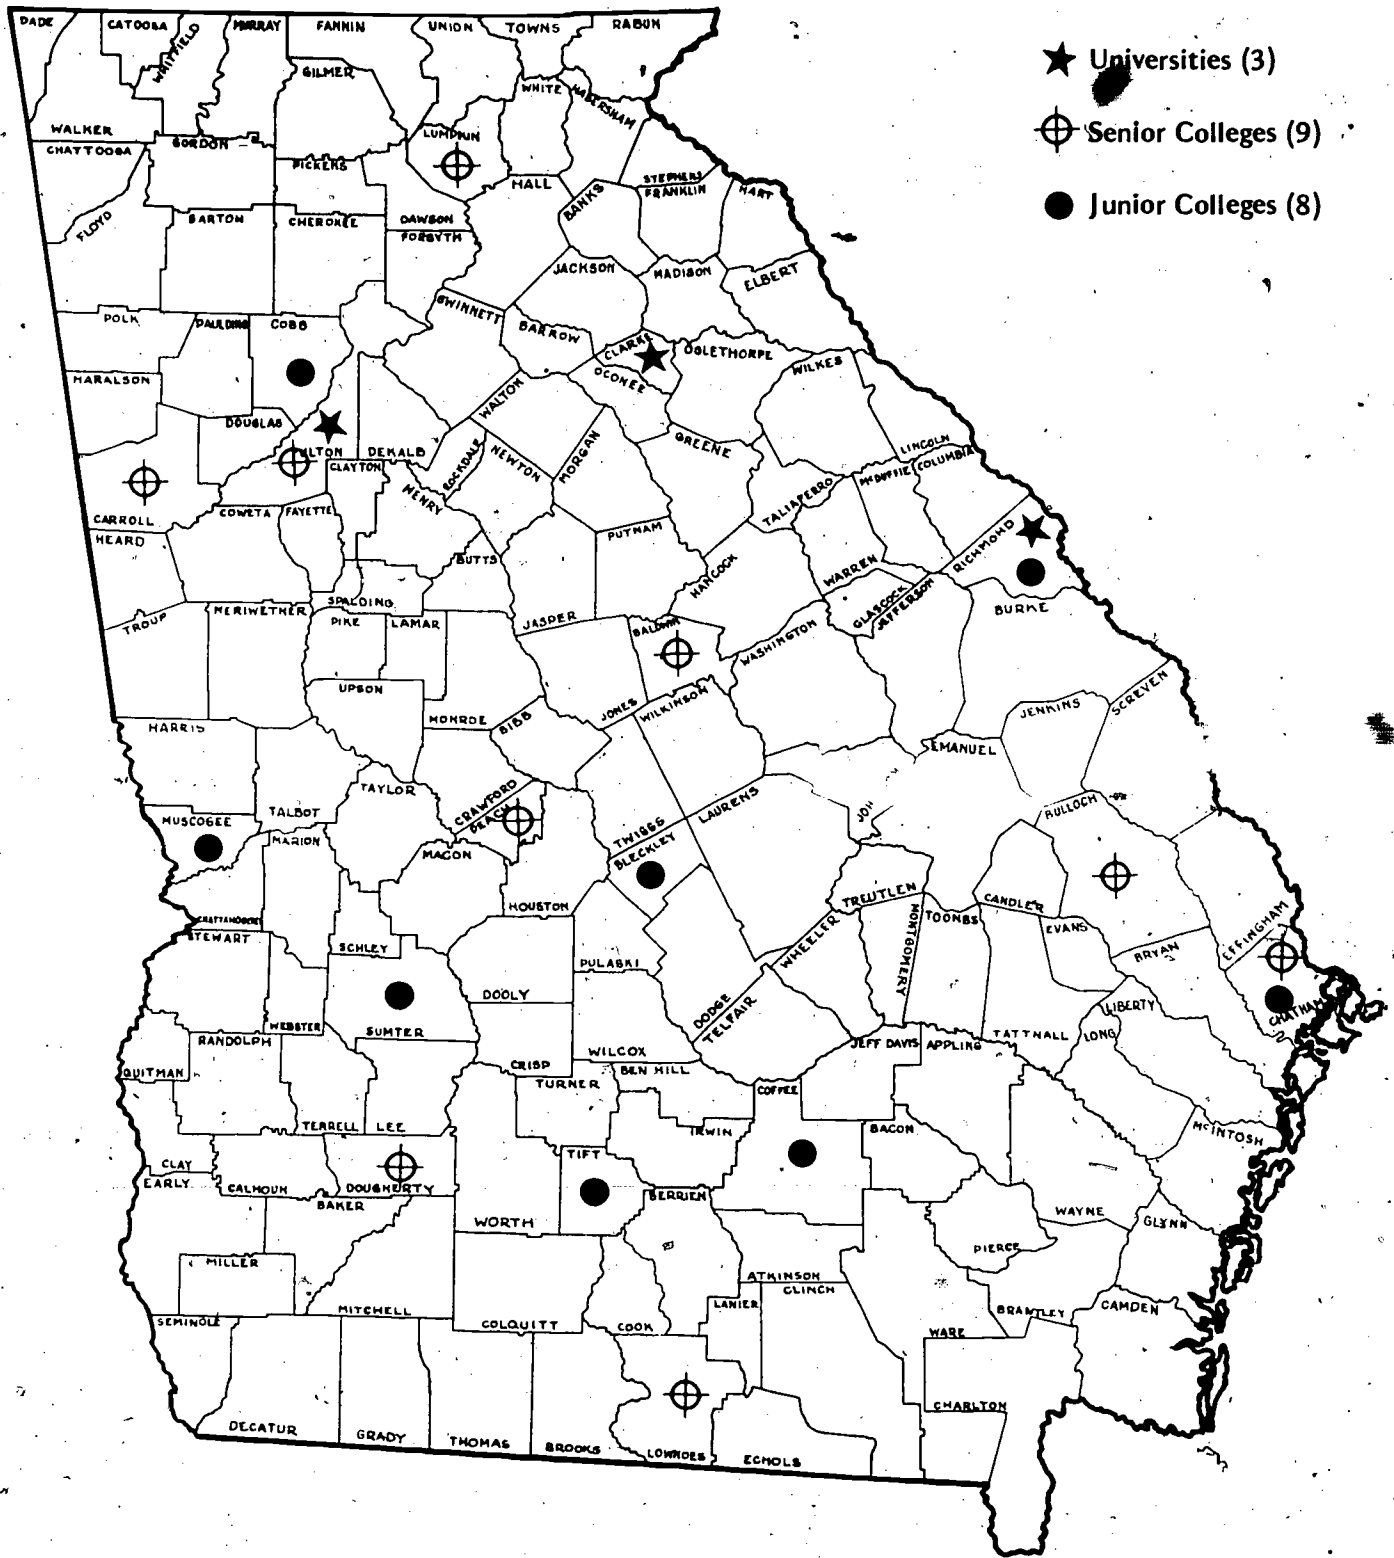 Universities (3)
Senior Colleges (9)
Junior Colleges (8)
DADE
CATOOSA
WHITFIELD
MURRAY
FANNIN
UNION
TOWNS
RABUN
GILMER
WHITE
HABERSHAM
WALKER
LUMPKIN
CHATTOOGA
GORDON
PICKENS
HALL
STEPHENS
BANKS
FRANKLIN
HART
FLOYD
BARTON
CHEROKEE
DAWSON
FORSYTH
JACKSON
MADISON
ELBERT
GWINNETT
BARROW
POLK
PAULDING
COBB
CLARKE
OGLETHORPE
OCONEE
WILKES
HARALSON
WALTON
DOUGLAS
ULTON
DEKALB
CLAYTON
ROCKDALE
NEWTON
MORGAN
GREENE
LINCOLN
HENRY
TALIAFERRO
McDUFFIE
COLUMBIA
CARROLL
COWETA
FAYETTE
HEARD
PUTNAM
RICHMOND
BUTTS
HANCOCK
WARREN
GLASCOCK
JEFFERSON
SPALDING
BURKE
TROUP
MERIWETHER
PIKE
LAMAR
JASPER
BALDWIN
WASHINGTON
UPSON
MONROE
BIBB
JONES
WILKINSON
JENKINS
SCREVEN
HARRIS
EMANUEL
TAYLOR
CRAWFORD
PEACH
LAURENS
JOH
BULLOCH
MUSCOGEE
TALBOT
MARION
MACON
TWIGGS
BLECKLEY
HOUSTON
TREUTLEN
CANDLER
CHATTAHOOCHEE
STEWART
SCHLEY
MONTGOMERY
TOOMBS
EVANS
EFFINGHAM
WHEELER
BRYAN
PULASKI
DOOLY
DODGE
TELFAIR
LIBERTY
CHATHAM
WEBSTER
SUMTER
RANDOLPH
TATTNALL
LONG
JEFF DAVIS
APPLING
QUITMAN
CRISP
WILCOX
BEN HILL
TURNER
COFFEE
TERRELL
LEE
IRWIN
BACON
McINTOSH
CLAY
EARLY
CALHOUN
DOUGHERTY
TIFT
BERRIEN
BAKER
WORTH
WAYNE
GLYNN
PIERCE
MILLER
ATKINSON
CLINCH
MITCHELL
LANIER
BRANTLEY
CAMDEN
SEMINOLE
COLQUITT
COOK
WARE
CHARLTON
DECATUR
GRADY
THOMAS
BROOKS
LOWNDES
ECHOLS